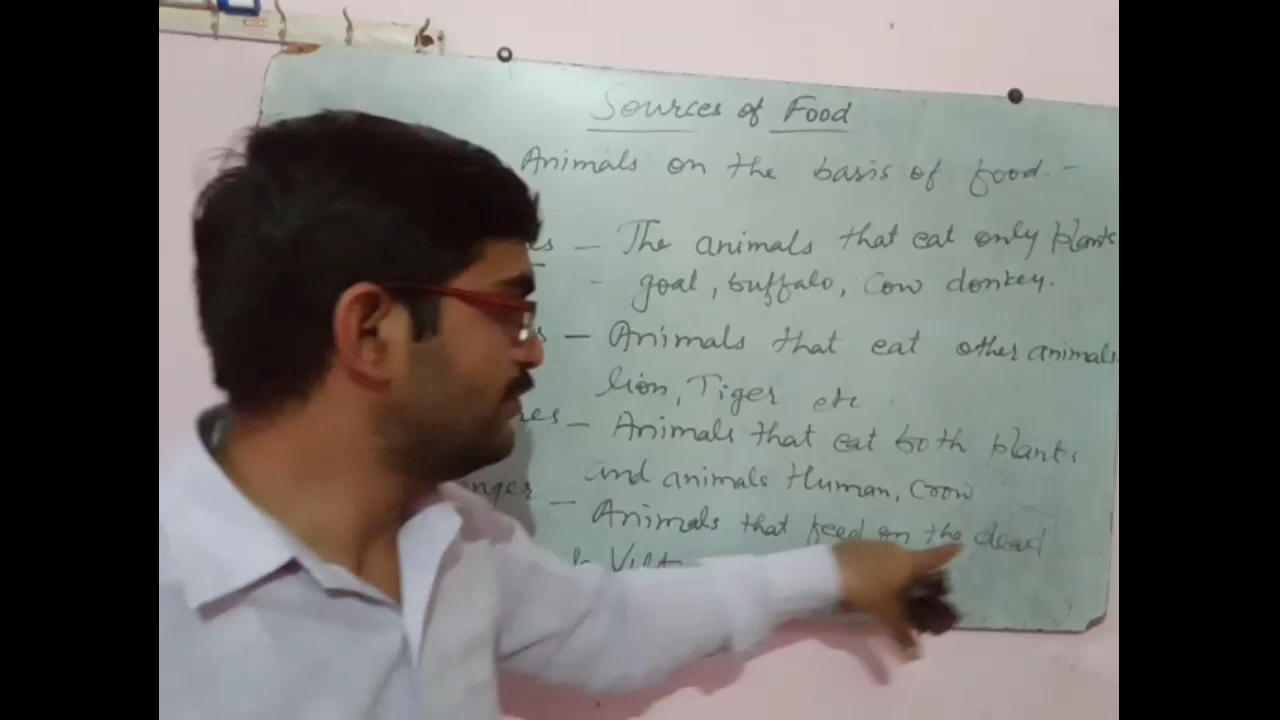 Sources of Food
Animals on the basis of food. -
es - The animals that eat only plants
- goat, buffalo, Cow donkey.
s - Animals that eat other animals
lion, Tiger etc
res - Animals that eat both plants
and animals Human, Crow
enger - Animals that feed on the dead